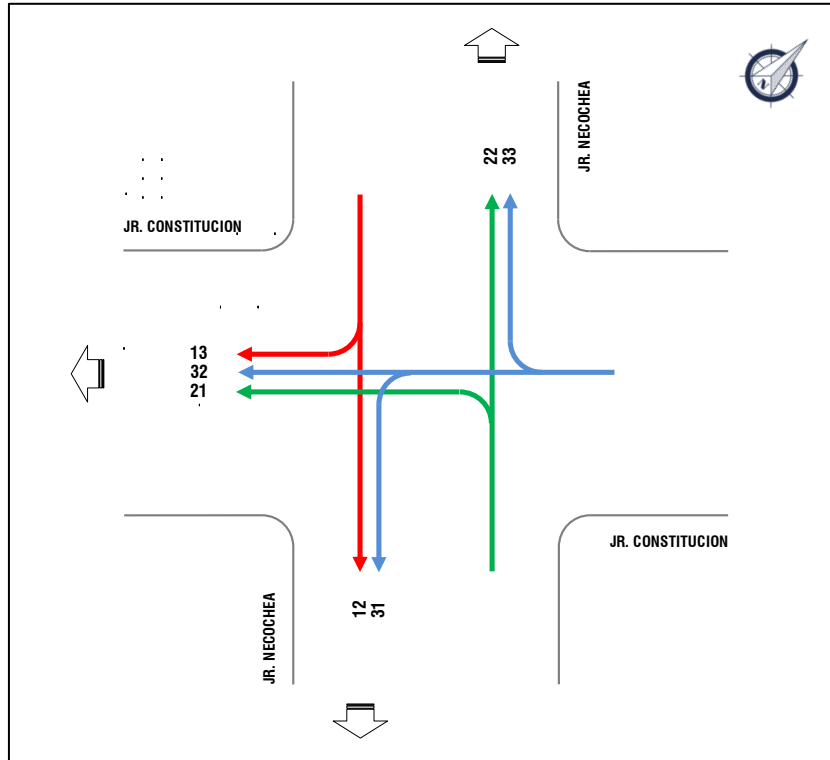 22
33
JR. NECOCHEA
JR. CONSTITUCION
13
32
21
JR. CONSTITUCION
JR. NECOCHEA
12
31
N